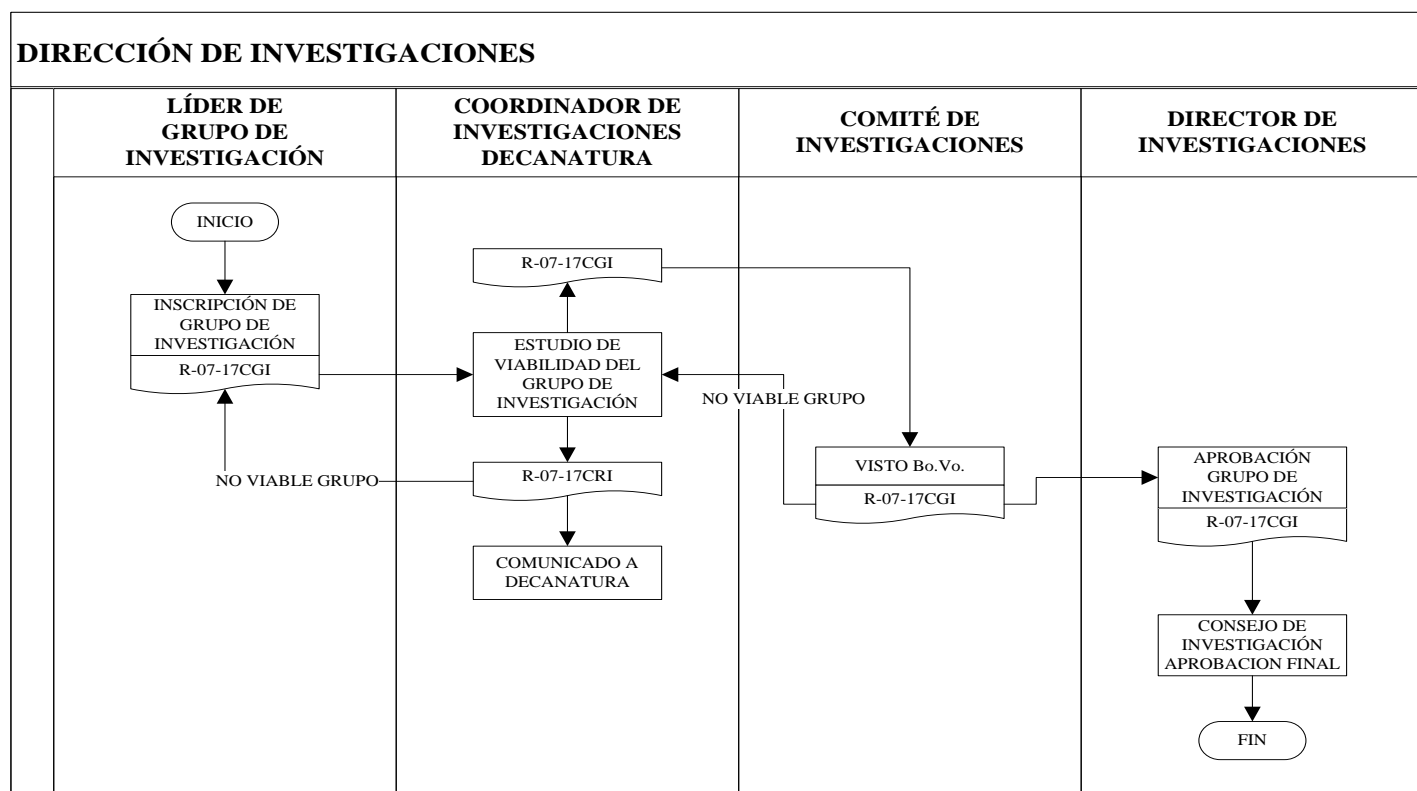 DIRECCIÓN DE INVESTIGACIONES
LÍDER DE
GRUPO DE
INVESTIGACIÓN
COORDINADOR DE
INVESTIGACIONES
DECANATURA
COMITÉ DE
INVESTIGACIONES
DIRECTOR DE
INVESTIGACIONES
INICIO
INSCRIPCIÓN DE
GRUPO DE
INVESTIGACIÓN
R-07-17CGI
NO VIABLE GRUPO
R-07-17CGI
ESTUDIO DE
VIABILIDAD DEL
GRUPO DE
INVESTIGACIÓN
R-07-17CRI
COMUNICADO A
DECANATURA
NO VIABLE GRUPO
VISTO Bo.Vo.
R-07-17CGI
APROBACIÓN
GRUPO DE
INVESTIGACIÓN
R-07-17CGI
CONSEJO DE
INVESTIGACIÓN
APROBACION FINAL
FIN